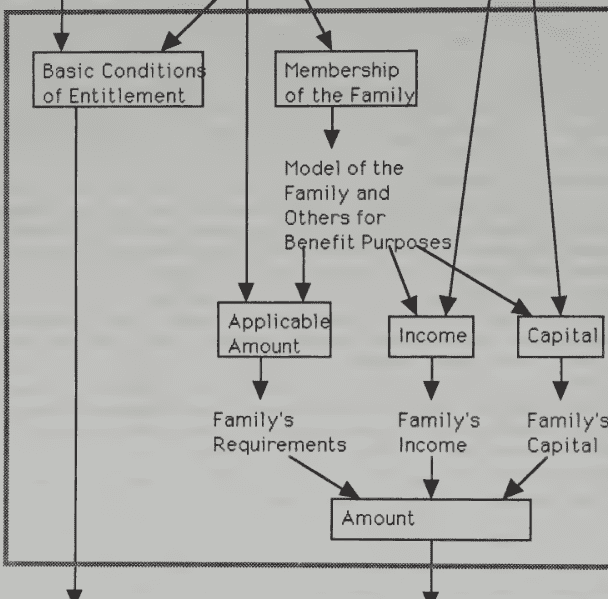 Basic Conditions
of Entitlement
Membership
of the Family
Model of the
Family and
Others for
Benefit Purposes
Applicable
Amount
Income
Capital
Family's
Requirements
Family's
Income
Family's
Capital
Amount